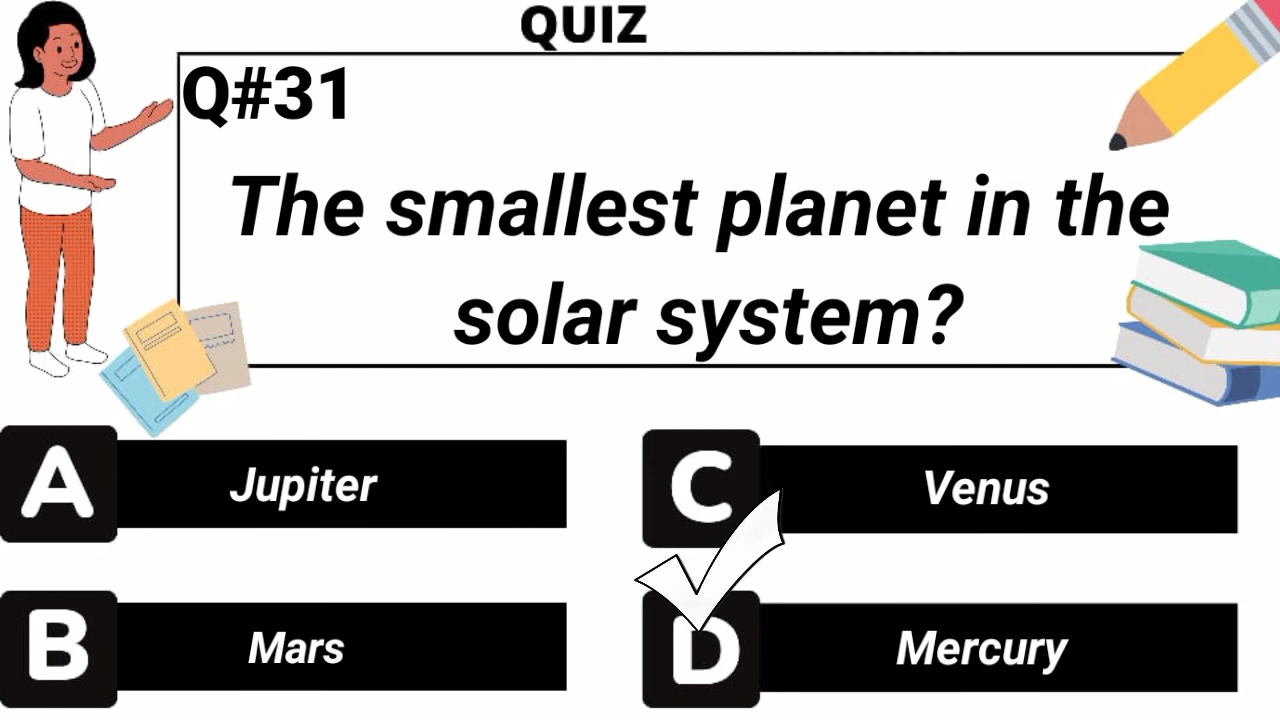 QUIZ
Q#31
The smallest planet in the
solar system?
A Jupiter
B Mars
C Venus
D Mercury